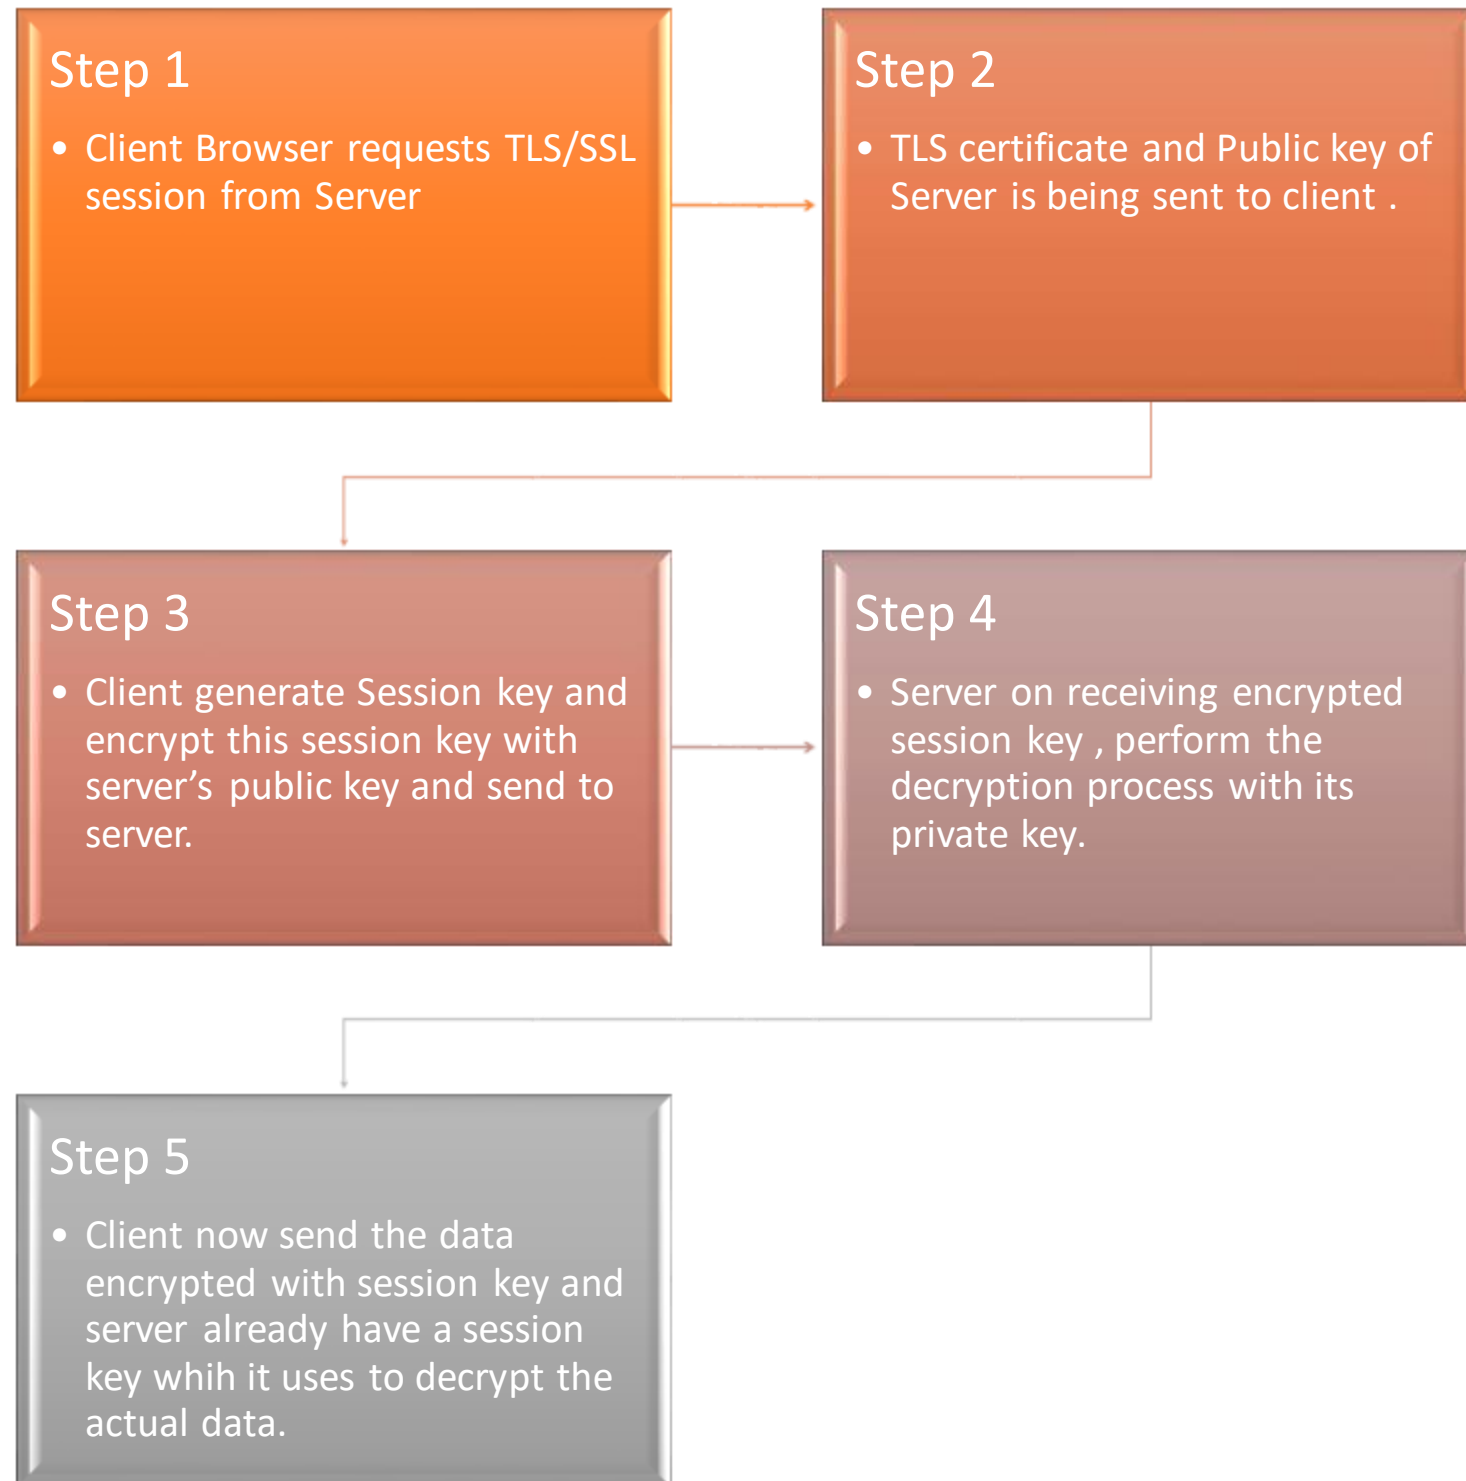 Step 1
• Client Browser requests TLS/SSL
session from Server
Step 2
• TLS certificate and Public key of
Server is being sent to client .
Step 3
• Client generate Session key and
encrypt this session key with
server’s public key and send to
server.
Step 4
• Server on receiving encrypted
session key , perform the
decryption process with its
private key.
Step 5
• Client now send the data
encrypted with session key and
server already have a session
key whih it uses to decrypt the
actual data.